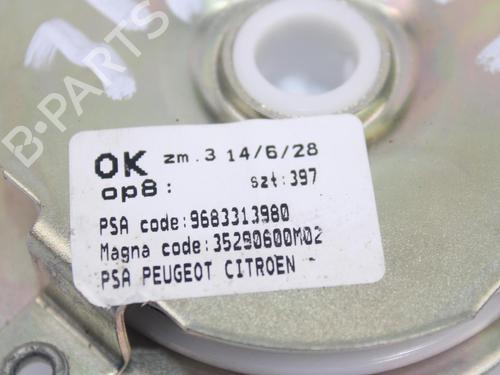 B-PARTS
OK zm.3 14/6/28
op8: szt:397
PSA code:9683313980
Magna code:35290600M02
PSA PEUGEOT CITROEN